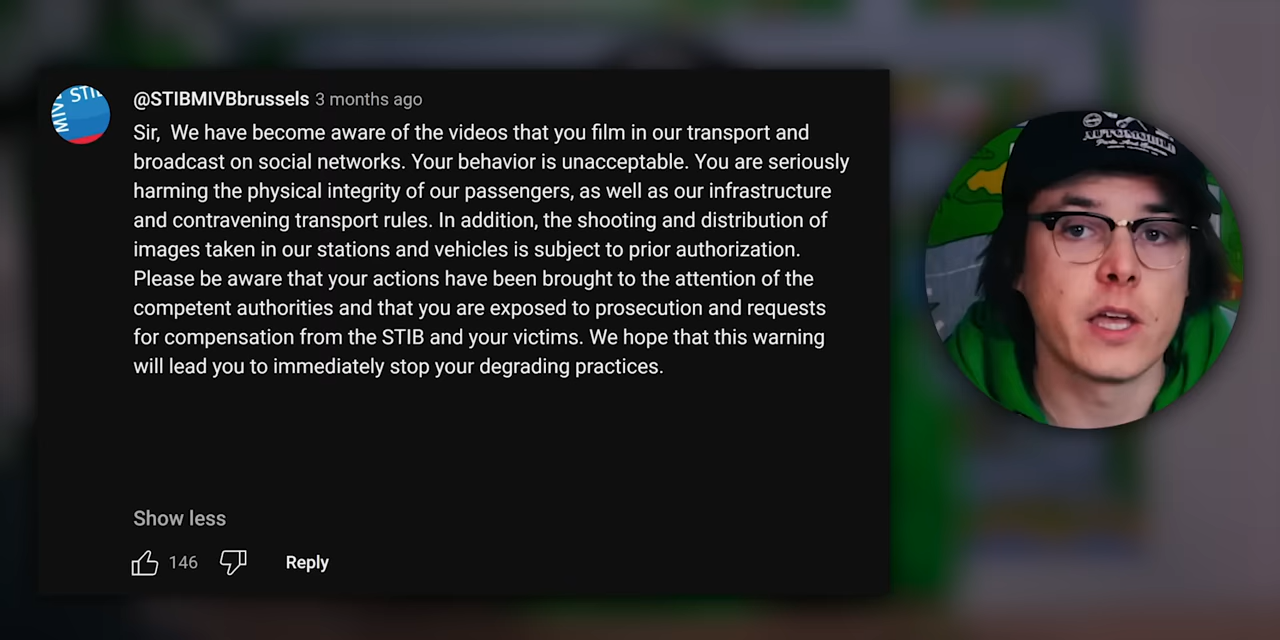 STIB
MIVB
@STIBMIVBbrussels 3 months ago
Sir,  We have become aware of the videos that you film in our transport and
broadcast on social networks. Your behavior is unacceptable. You are seriously
harming the physical integrity of our passengers, as well as our infrastructure
and contravening transport rules. In addition, the shooting and distribution of
images taken in our stations and vehicles is subject to prior authorization.
Please be aware that your actions have been brought to the attention of the
competent authorities and that you are exposed to prosecution and requests
for compensation from the STIB and your victims. We hope that this warning
will lead you to immediately stop your degrading practices.
Show less
146
Reply
AUTOMOBILE
Parts And